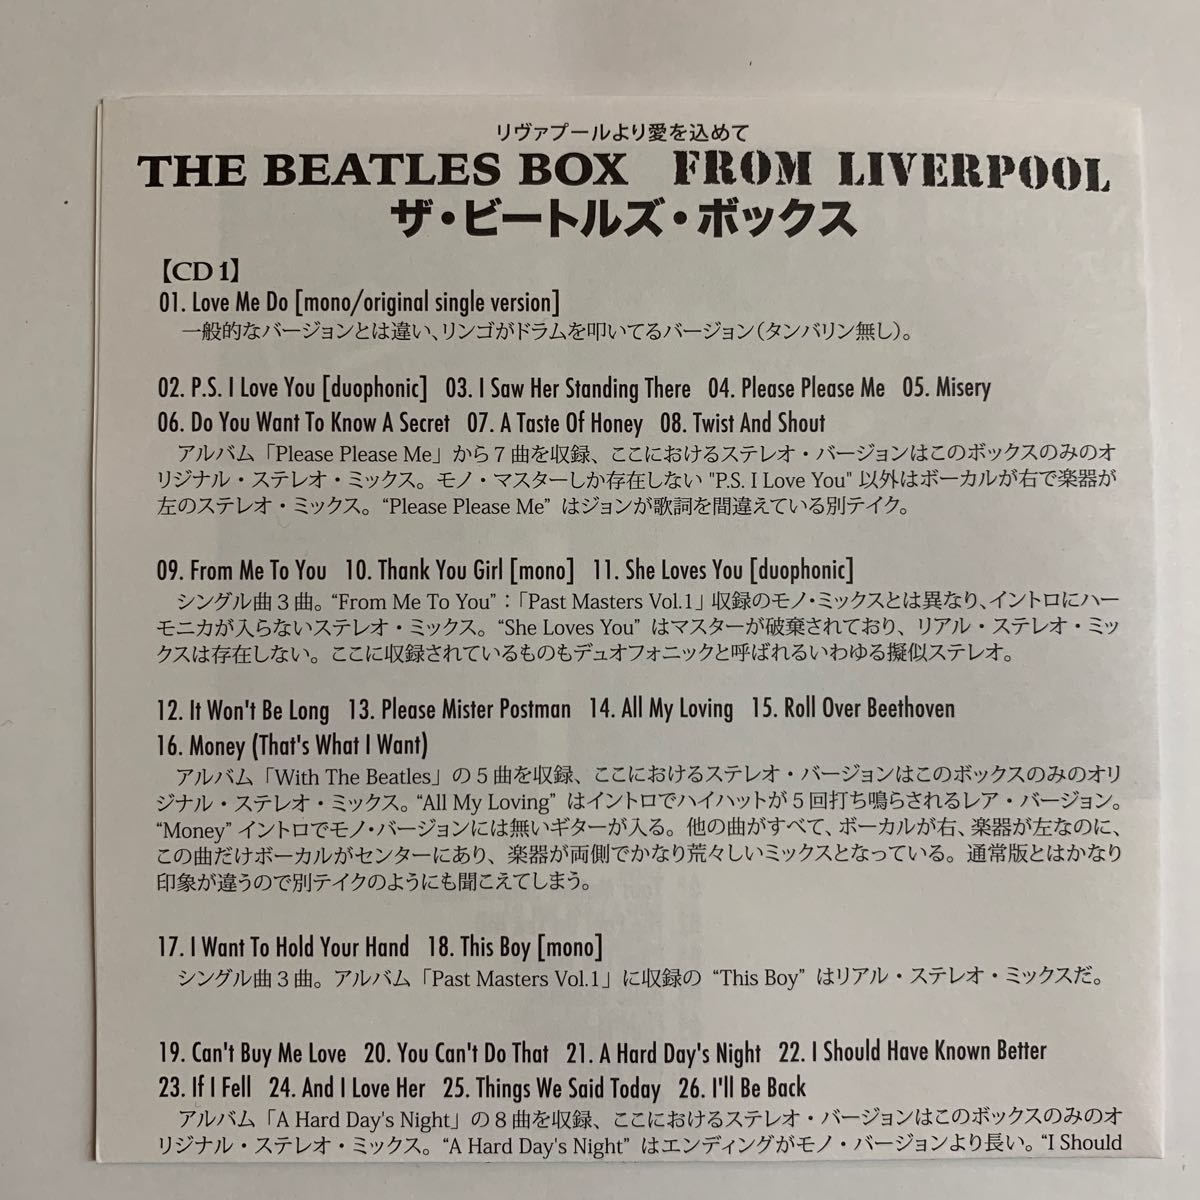 リヴァプールより愛を込めて
THE BEATLES BOX FROM LIVERPOOL
ザ・ビートルズ・ボックス
【CD 1】
01. Love Me Do [mono/original single version]
一般的なバージョンとは違い、リンゴがドラムを叩いてるバージョン(タンバリン無し)。
02. P.S. I Love You [duophonic] 03. I Saw Her Standing There 04. Please Please Me 05. Misery
06. Do You Want To Know A Secret 07. A Taste Of Honey 08. Twist And Shout
アルバム「Please Please Me」から7曲を収録、ここにおけるステレオ・バージョンはこのボックスのみのオ
リジナル・ステレオ・ミックス。モノ・マスターしか存在しない "P.S. I Love You" 以外はボーカルが右で楽器が
左のステレオ・ミックス。“Please Please Me” はジョンが歌詞を間違えている別テイク。
09. From Me To You 10. Thank You Girl [mono] 11. She Loves You [duophonic]
シングル曲3曲。“From Me To You”：「Past Masters Vol.1」収録のモノ・ミックスとは異なり、イントロにハー
モニカが入らないステレオ・ミックス。“She Loves You” はマスターが破棄されており、リアル・ステレオ・ミッ
クスは存在しない。ここに収録されているものもデュオフォニックと呼ばれるいわゆる擬似ステレオ。
12. It Won't Be Long 13. Please Mister Postman 14. All My Loving 15. Roll Over Beethoven
16. Money (That's What I Want)
アルバム「With The Beatles」の5曲を収録、ここにおけるステレオ・バージョンはこのボックスのみのオリ
ジナル・ステレオ・ミックス。“All My Loving” はイントロでハイハットが5回打ち鳴らされるレア・バージョン。
“Money” イントロでモノ・バージョンには無いギターが入る。他の曲がすべて、ボーカルが右、楽器が左なのに、
この曲だけボーカルがセンターにあり、楽器が両側でかなり荒々しいミックスとなっている。通常版とはかなり
印象が違うので別テイクのようにも聞こえてしまう。
17. I Want To Hold Your Hand 18. This Boy [mono]
シングル曲3曲。アルバム「Past Masters Vol.1」に収録の “This Boy” はリアル・ステレオ・ミックスだ。
19. Can't Buy Me Love 20. You Can't Do That 21. A Hard Day's Night 22. I Should Have Known Better
23. If I Fell 24. And I Love Her 25. Things We Said Today 26. I'll Be Back
アルバム「A Hard Day's Night」の8曲を収録、ここにおけるステレオ・バージョンはこのボックスのみのオ
リジナル・ステレオ・ミックス。“A Hard Day's Night” はエンディングがモノ・バージョンより長い。“I Should